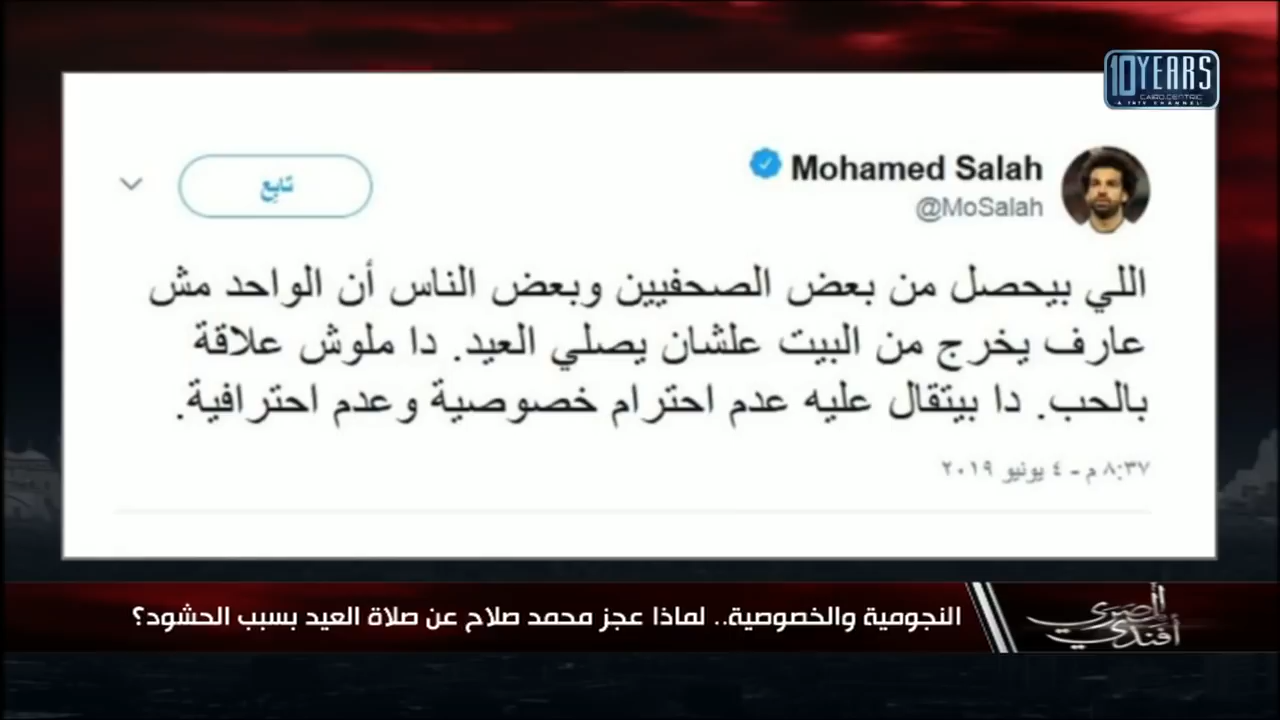 10YEARS
CAIRO CENTRIC
A TRTV CHANNEL
Mohamed Salah
@MoSalah
تابع
اللي بيحصل من بعض الصحفيين وبعض الناس أن الواحد مش
عارف يخرج من البيت علشان يصلي العيد. دا ملوش علاقة
بالحب. دا بيتقال عليه عدم احترام خصوصية وعدم احترافية.
٨:٣٧ م - ٤ يونيو ٢٠١٩
المصري
أفندي
النجومية والخصوصية.. لماذا عجز محمد صلاح عن صلاة العيد بسبب الحشود؟